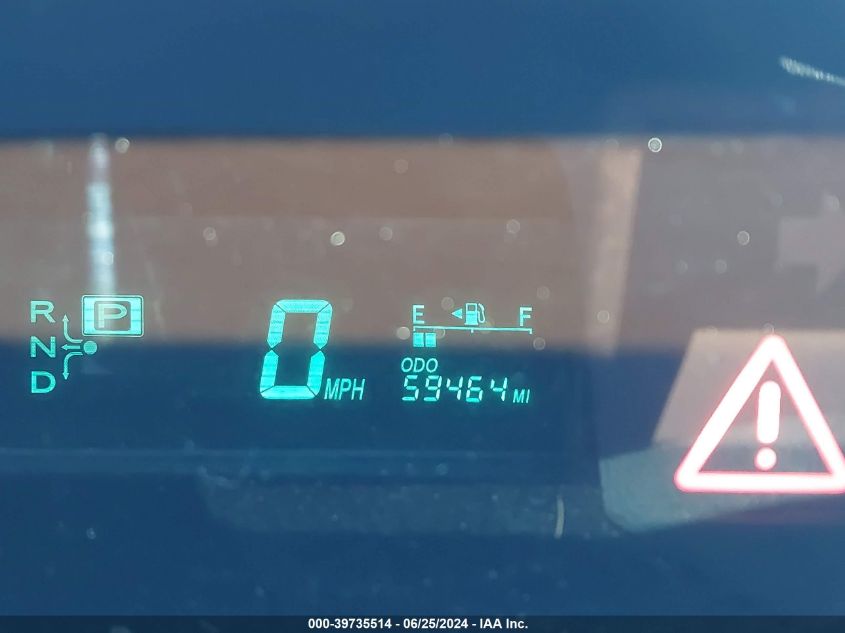 R P
N
D
0 MPH
E F
ODO
59464 MI
000-39735514 - 06/25/2024 - IAA Inc.